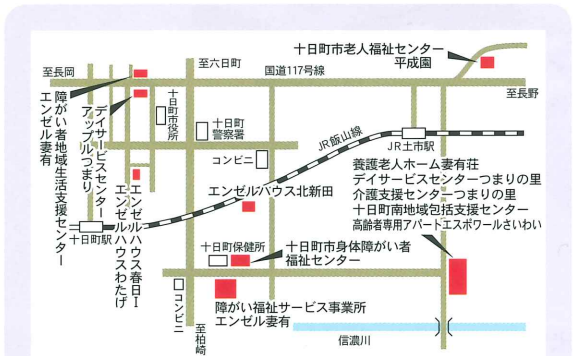 十日町市老人福祉センター
平成園
至六日町
国道117号線
至長岡
至長野
障がい者地域生活支援センター
エンゼル妻有
デイサービスセンター
アップルつまり
十日町市役所
十日町
警察署
コンビニ
JR飯山線
JR土市駅
養護老人ホーム妻有荘
デイサービスセンターつまりの里
介護支援センターつまりの里
十日町南地域包括支援センター
高齢者専用アパートエスポワールさいわい
エンゼルハウス北新田
エンゼルハウス春日Ⅰ
エンゼルハウスわたげ
十日町駅
十日町保健所
十日町市身体障がい者
福祉センター
コンビニ
障がい福祉サービス事業所
エンゼル妻有
至柏崎
信濃川